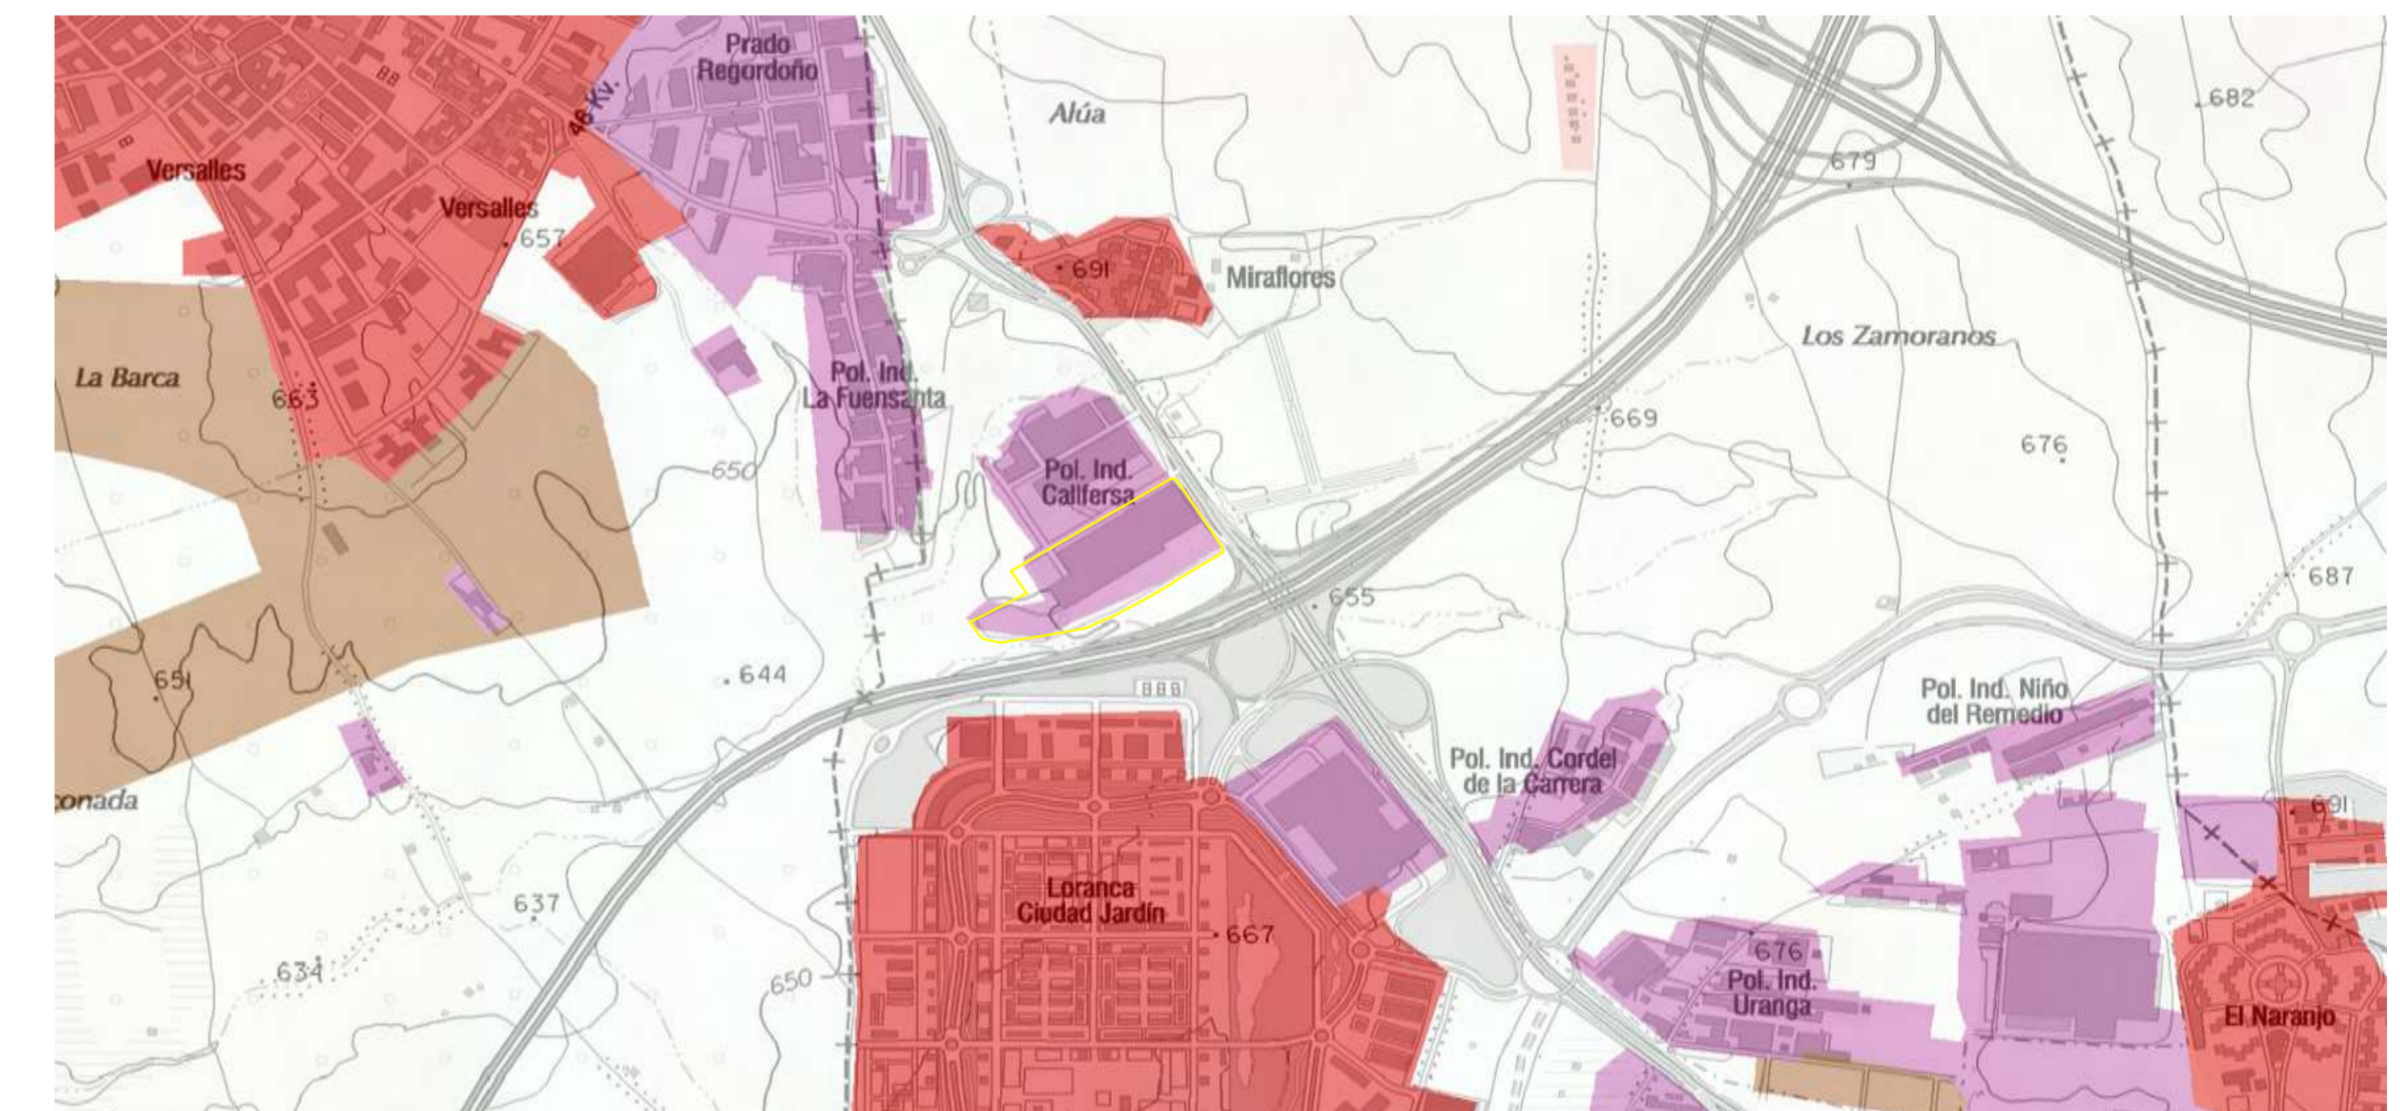 Prado
Regordoño
46 Kv.
Alúa
682
679
Versalles
Versalles
657
691
Miraflores
Los Zamoranos
La Barca
663
Pol. Ind.
La Fuensanta
669
676
650
Pol. Ind.
Callfersa
687
655
651
644
Pol. Ind. Niño
del Remedio
Pol. Ind. Cordel
de la Carrera
conada
691
637
Loranca
Ciudad Jardín
667
634
650
676
Pol. Ind.
Uranga
El Naranjo